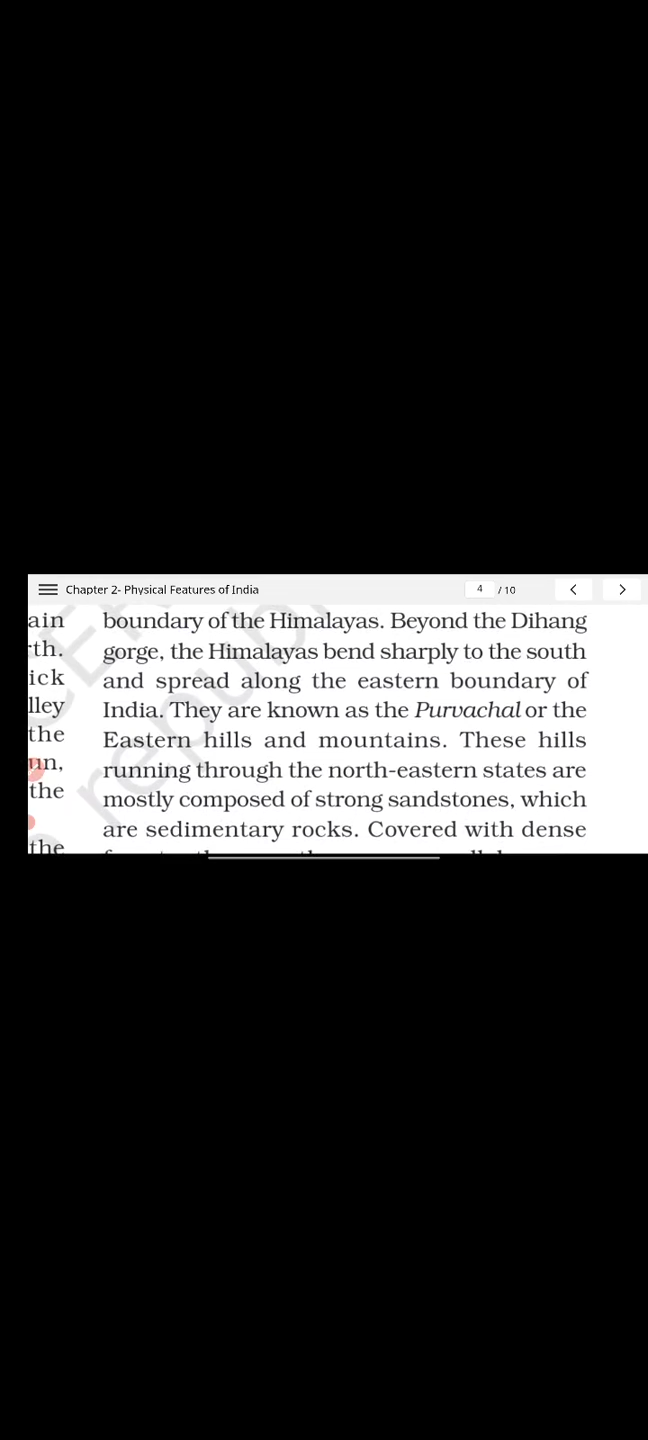 Chapter 2- Physical Features of India
4 / 10
ain
th.
ick
lley
the
nn,
the
the
boundary of the Himalayas. Beyond the Dihang
gorge, the Himalayas bend sharply to the south
and spread along the eastern boundary of
India. They are known as the Purvachal or the
Eastern hills and mountains. These hills
running through the north-eastern states are
mostly composed of strong sandstones, which
are sedimentary rocks. Covered with dense